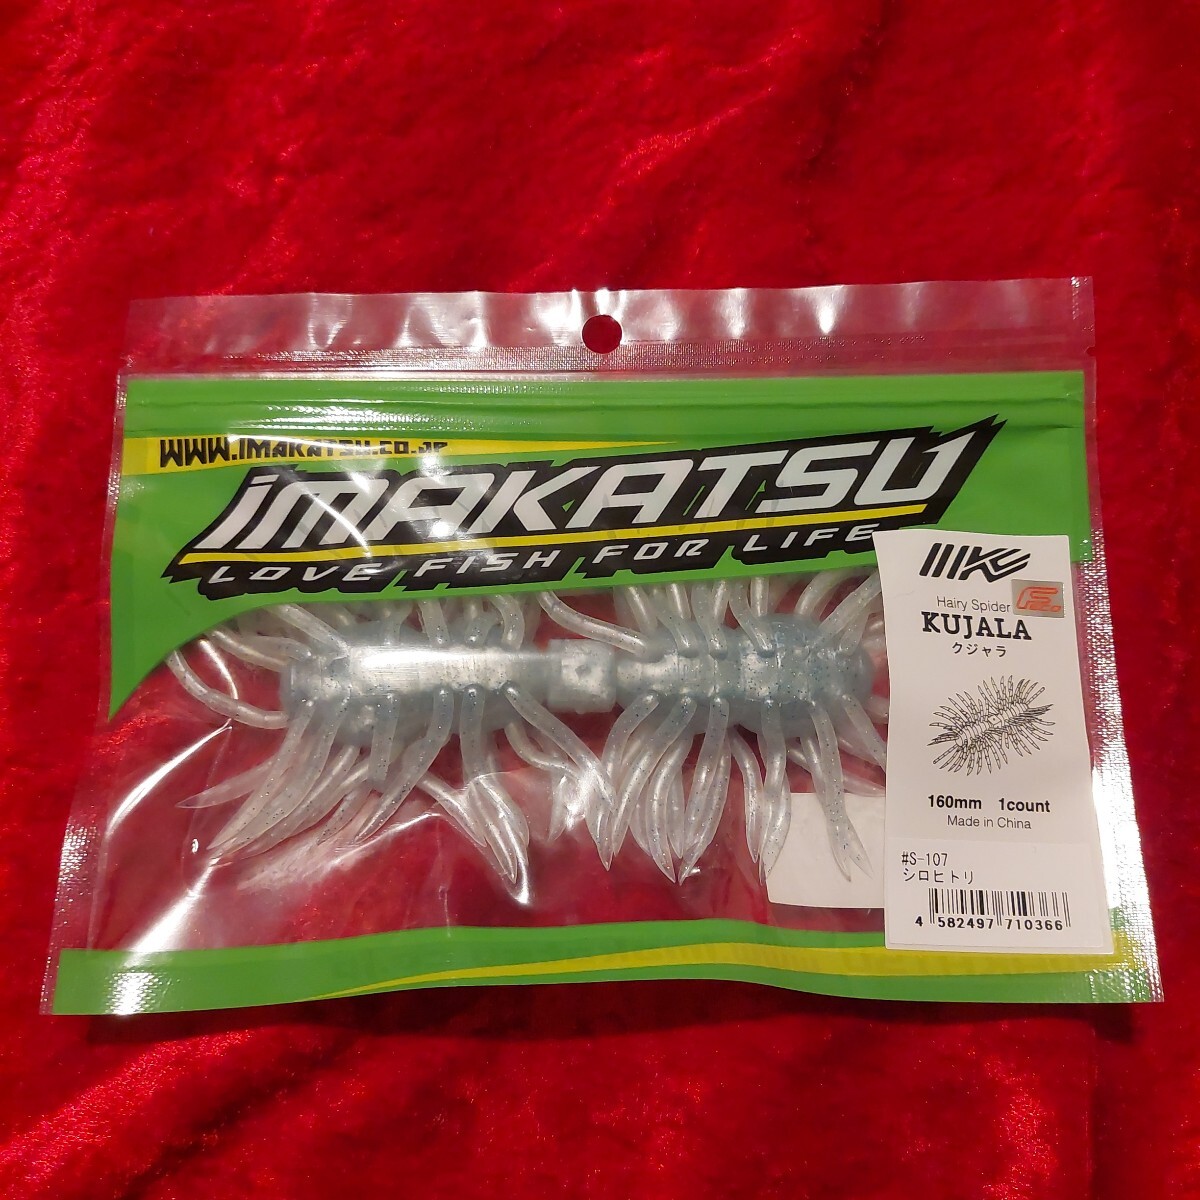 WWW.IMAKATSU.CO.JP
IMAKATSU
LOVE FISH FOR LIFE
Hairy Spider
KUJALA
クジャラ
160mm 1count
Made in China
#S-107
シロヒトリ
4 582497 710366